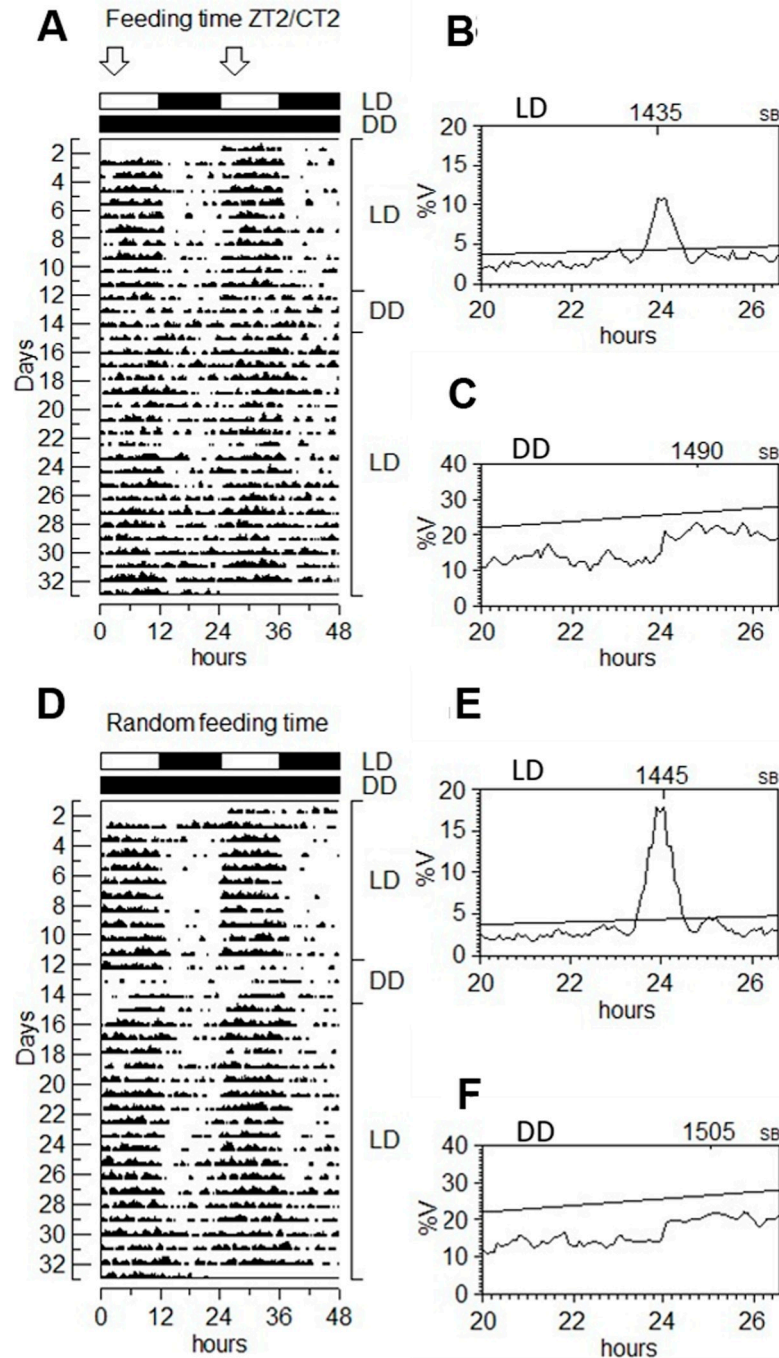 A
Feeding time ZT2/CT2
LD
DD
2
4
6
8
10
12
14
16
18
20
22
24
26
28
30
32
Days
LD
DD
LD
0 12 24 36 48
hours
B
LD 1435 SB
20
15
10
5
0
%V
20 22 24 26
hours
C
DD 1490 SB
40
30
20
10
0
%V
20 22 24 26
hours
D
Random feeding time
LD
DD
2
4
6
8
10
12
14
16
18
20
22
24
26
28
30
32
Days
LD
DD
LD
0 12 24 36 48
hours
E
LD 1445 SB
20
15
10
5
0
%V
20 22 24 26
hours
F
DD 1505 SB
40
30
20
10
0
%V
20 22 24 26
hours